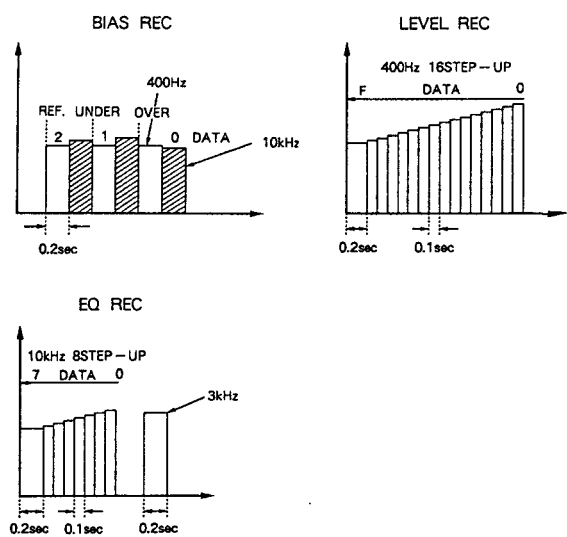 BIAS REC
400Hz
REF. UNDER OVER
2 1 0 DATA
10kHz
0.2sec
LEVEL REC
400Hz 16STEP-UP
F DATA 0
0.2sec 0.1sec
EQ REC
10kHz 8STEP-UP
7 DATA 0
3kHz
0.2sec 0.1sec 0.2sec